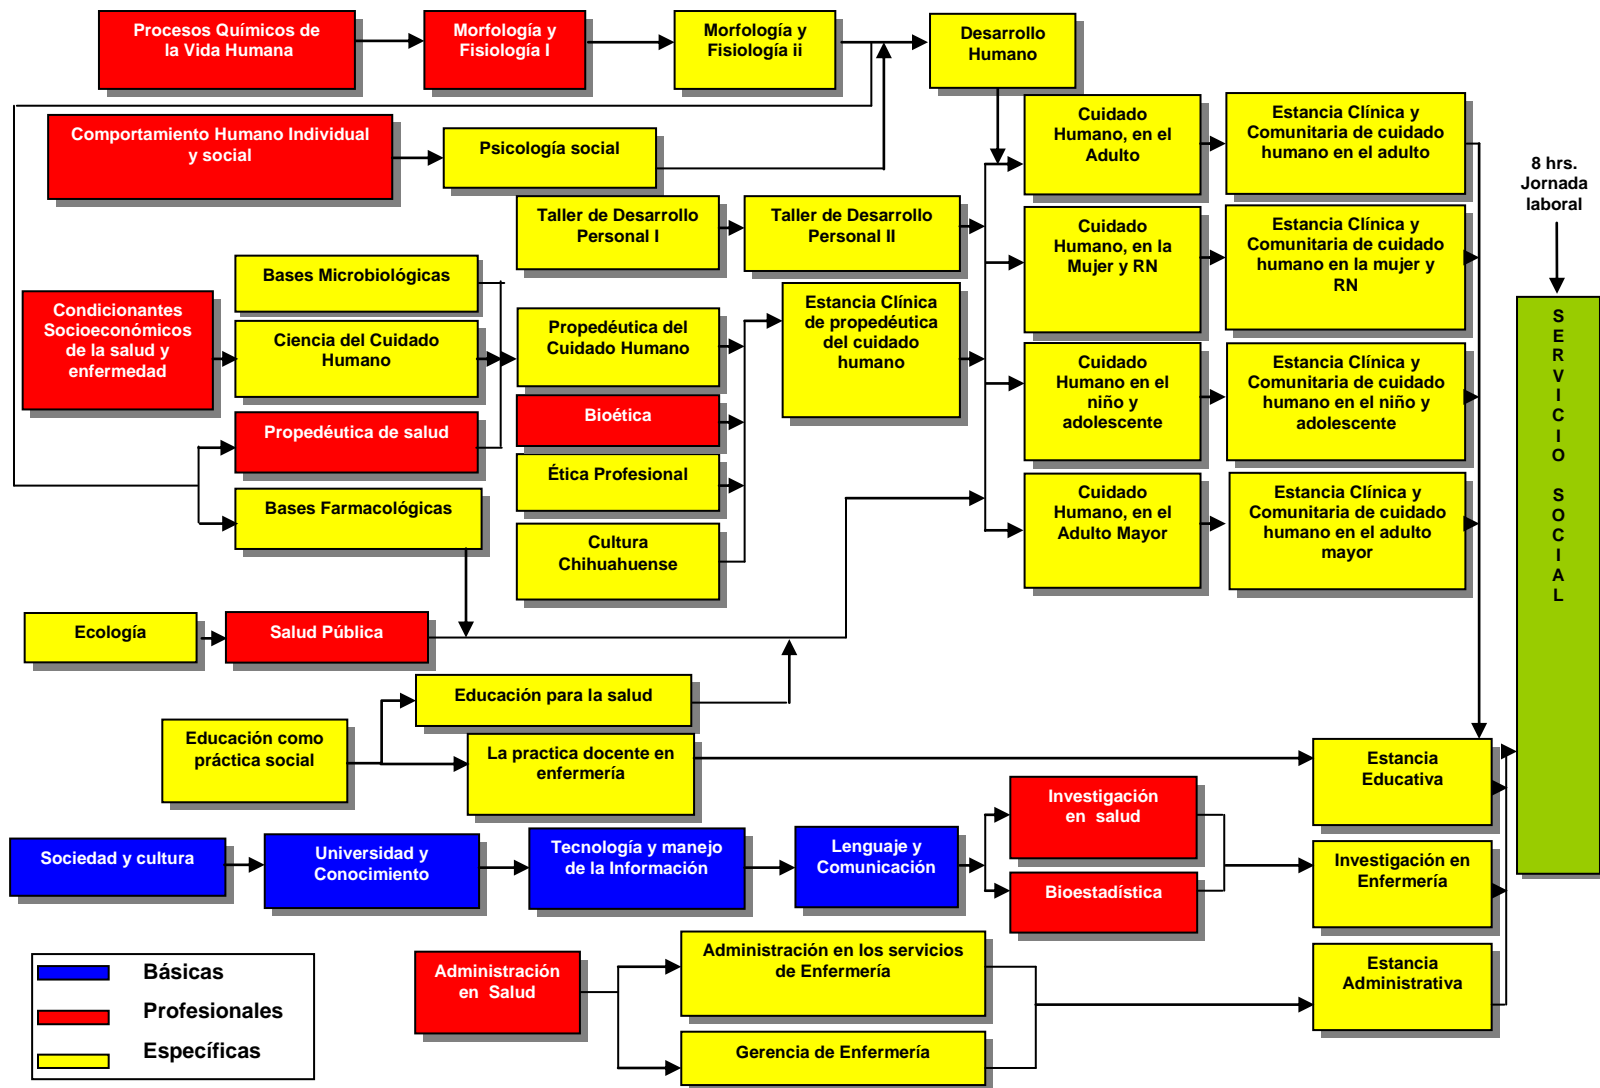 Procesos Químicos de
la Vida Humana
Morfología y
Fisiología I
Morfología y
Fisiología ii
Desarrollo
Humano
Comportamiento Humano Individual
y social
Psicología social
Cuidado
Humano, en el
Adulto
Estancia Clínica y
Comunitaria de cuidado
humano en el adulto
8 hrs.
Jornada
laboral
Taller de Desarrollo
Personal I
Taller de Desarrollo
Personal II
Cuidado
Humano, en la
Mujer y RN
Estancia Clínica y
Comunitaria de cuidado
humano en la mujer y
RN
Condicionantes
Socioeconómicos
de la salud y
enfermedad
Bases Microbiológicas
Ciencia del Cuidado
Humano
Propedéutica de salud
Bases Farmacológicas
Propedéutica del
Cuidado Humano
Bioética
Ética Profesional
Cultura
Chihuahuense
Estancia Clínica
de propedéutica
del cuidado
humano
Cuidado
Humano en el
niño y
adolescente
Estancia Clínica y
Comunitaria de cuidado
humano en el niño y
adolescente
Cuidado
Humano, en el
Adulto Mayor
Estancia Clínica y
Comunitaria de cuidado
humano en el adulto
mayor
S
E
R
V
I
C
I
O
S
O
C
I
A
L
Ecología
Salud Pública
Educación como
práctica social
Educación para la salud
La practica docente en
enfermería
Estancia
Educativa
Sociedad y cultura
Universidad y
Conocimiento
Tecnología y manejo
de la Información
Lenguaje y
Comunicación
Investigación
en salud
Bioestadística
Investigación en
Enfermería
Administración
en Salud
Administración en los servicios
de Enfermería
Gerencia de Enfermería
Estancia
Administrativa
Básicas
Profesionales
Específicas